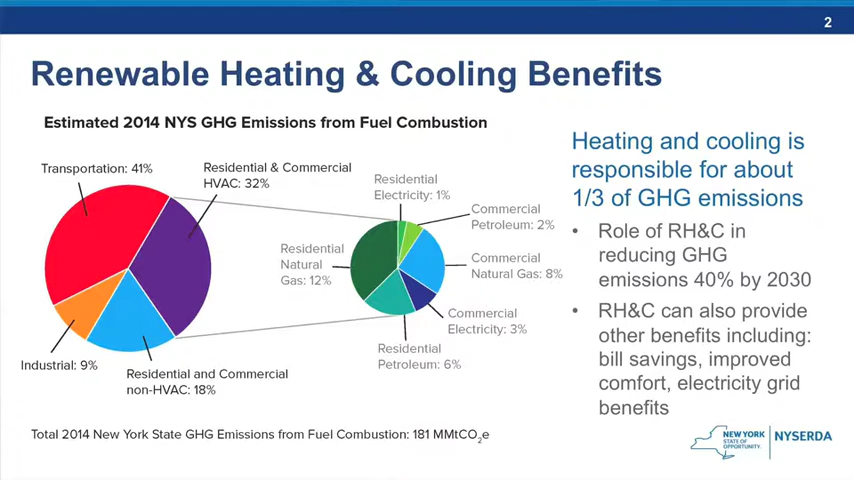 2
Renewable Heating & Cooling Benefits
Estimated 2014 NYS GHG Emissions from Fuel Combustion
Transportation: 41%
Residential & Commercial
HVAC: 32%
Industrial: 9%
Residential and Commercial
non-HVAC: 18%
Residential
Electricity: 1%
Commercial
Petroleum: 2%
Residential
Natural
Gas: 12%
Commercial
Natural Gas: 8%
Commercial
Electricity: 3%
Residential
Petroleum: 6%
Total 2014 New York State GHG Emissions from Fuel Combustion: 181 MMtCO₂e
Heating and cooling is
responsible for about
1/3 of GHG emissions
• Role of RH&C in
reducing GHG
emissions 40% by 2030
• RH&C can also provide
other benefits including:
bill savings, improved
comfort, electricity grid
benefits
NEW YORK
STATE OF
OPPORTUNITY.
NYSERDA